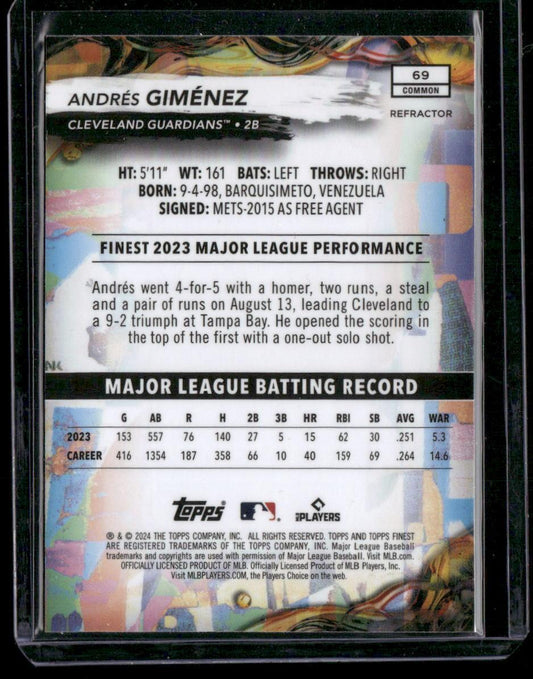 69
COMMON
REFRACTOR
ANDRÉS GIMÉNEZ
CLEVELAND GUARDIANS™ • 2B
HT: 5'11" WT: 161 BATS: LEFT THROWS: RIGHT
BORN: 9-4-98, BARQUISIMETO, VENEZUELA
SIGNED: METS-2015 AS FREE AGENT
FINEST 2023 MAJOR LEAGUE PERFORMANCE
Andrés went 4-for-5 with a homer, two runs, a steal
and a pair of runs on August 13, leading Cleveland to
a 9-2 triumph at Tampa Bay. He opened the scoring in
the top of the first with a one-out solo shot.
MAJOR LEAGUE BATTING RECORD
G AB R H 2B 3B HR RBI SB AVG WAR
2023 153 557 76 140 27 5 15 62 30 .251 5.3
CAREER 416 1354 187 358 66 10 40 159 69 .264 14.6
topps
PLAYERS
® & © 2024 THE TOPPS COMPANY, INC. ALL RIGHTS RESERVED. TOPPS AND TOPPS FINEST
ARE REGISTERED TRADEMARKS OF THE TOPPS COMPANY, INC. Major League Baseball
trademarks and copyrights are used with permission of Major League Baseball. Visit MLB.com.
OFFICIALLY LICENSED PRODUCT OF MLB. Officially Licensed Product of MLB Players, Inc.
Visit MLBPLAYERS.com, the Players Choice on the web.